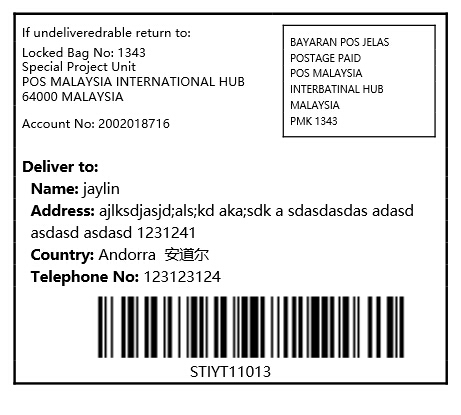 If undeliveredrable return to:
Locked Bag No: 1343
Special Project Unit
POS MALAYSIA INTERNATIONAL HUB
64000 MALAYSIA
Account No: 2002018716
BAYARAN POS JELAS
POSTAGE PAID
POS MALAYSIA
INTERBATINAL HUB
MALAYSIA
PMK 1343
Deliver to:
Name: jaylin
Address: ajlksdjasjd;als;kd aka;sdk a sdasdasdas adasd
asdasd asdasd 1231241
Country: Andorra 安道尔
Telephone No: 123123124
STIYT11013